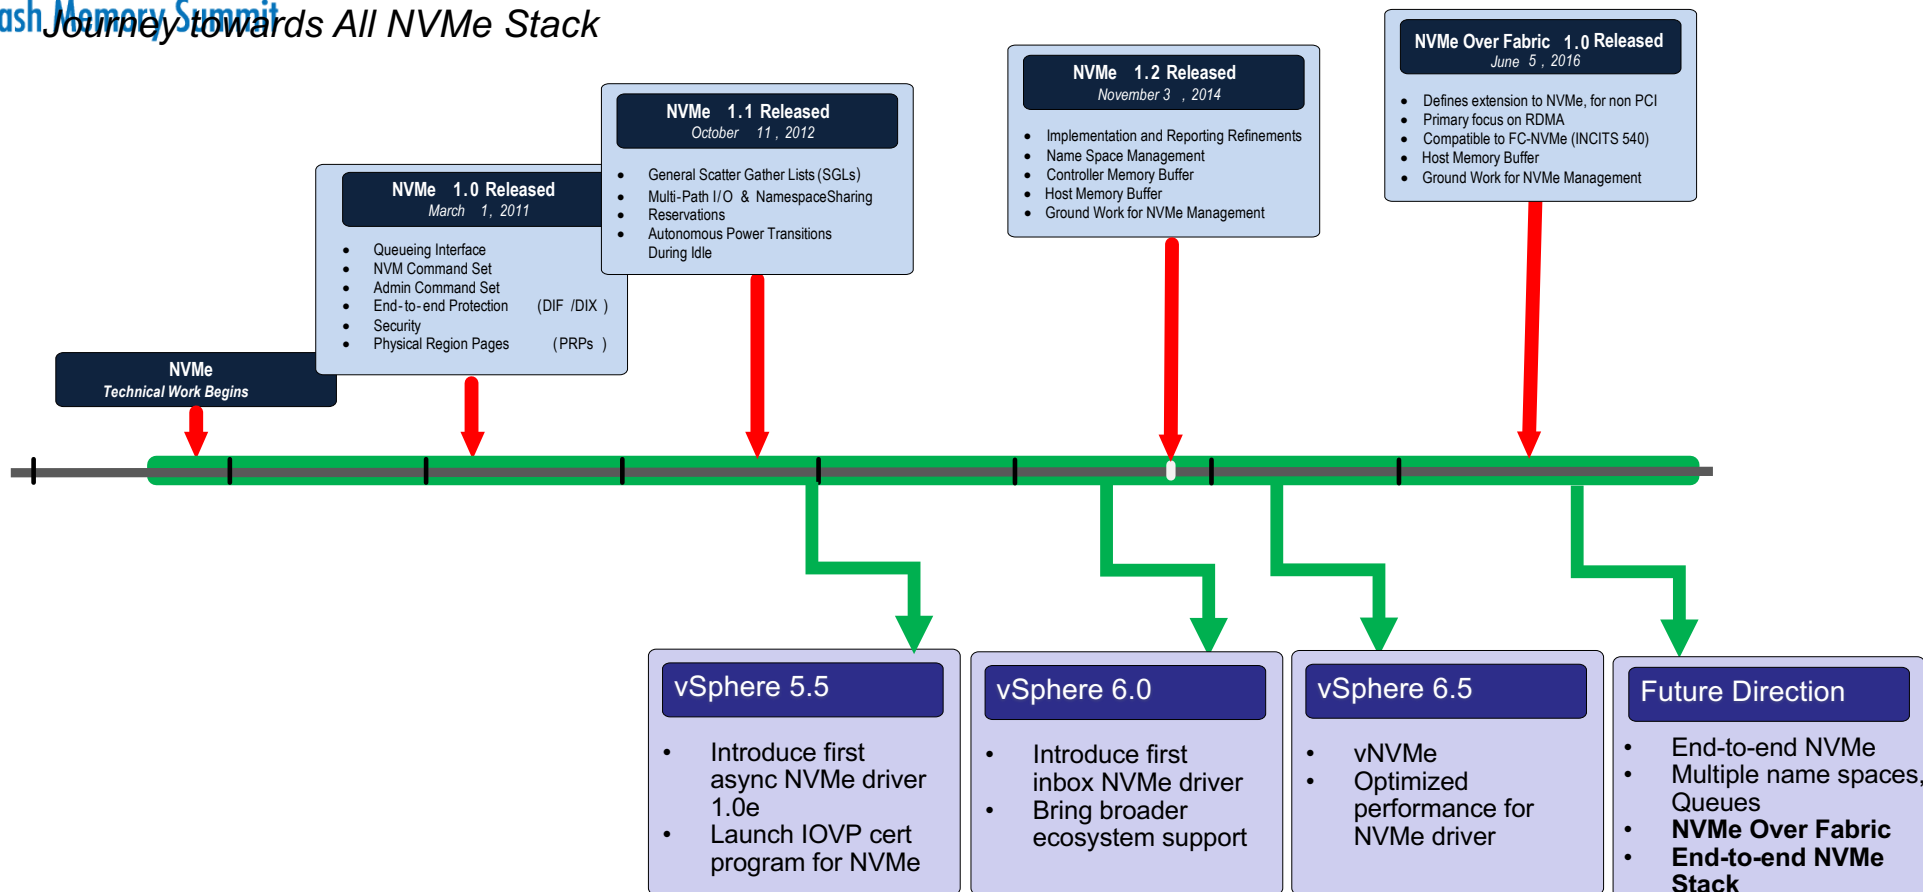 ash Memory Summit
Journey towards All NVMe Stack
NVMe
Technical Work Begins
NVMe 1.0 Released
March 1, 2011
• Queueing Interface
• NVM Command Set
• Admin Command Set
• End-to-end Protection (DIF /DIX )
• Security
• Physical Region Pages (PRPs )
NVMe 1.1 Released
October 11, 2012
• General Scatter Gather Lists (SGLs)
• Multi-Path I/O & NamespaceSharing
• Reservations
• Autonomous Power Transitions
During Idle
NVMe 1.2 Released
November 3 , 2014
• Implementation and Reporting Refinements
• Name Space Management
• Controller Memory Buffer
• Host Memory Buffer
• Ground Work for NVMe Management
NVMe Over Fabric 1.0 Released
June 5 , 2016
• Defines extension to NVMe, for non PCI
• Primary focus on RDMA
• Compatible to FC-NVMe (INCITS 540)
• Host Memory Buffer
• Ground Work for NVMe Management
vSphere 5.5
• Introduce first
async NVMe driver
1.0e
• Launch IOVP cert
program for NVMe
vSphere 6.0
• Introduce first
inbox NVMe driver
• Bring broader
ecosystem support
vSphere 6.5
• vNVMe
• Optimized
performance for
NVMe driver
Future Direction
• End-to-end NVMe
• Multiple name spaces,
Queues
• NVMe Over Fabric
• End-to-end NVMe
Stack